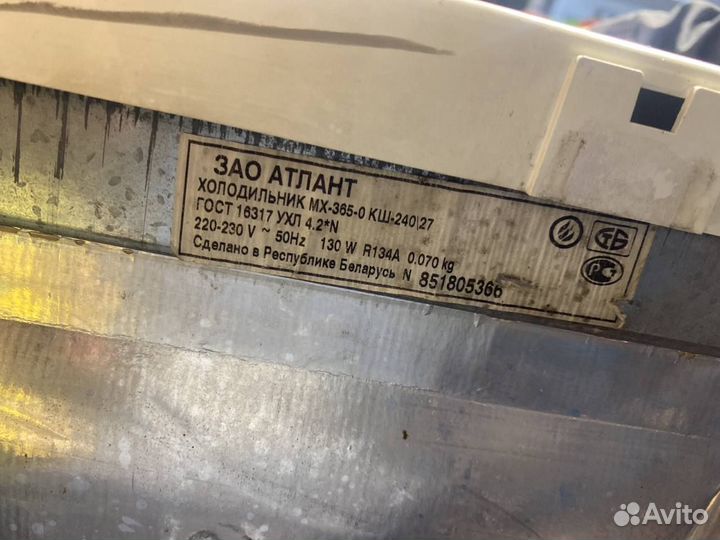 ЗАО АТЛАНТ
ХОЛОДИЛЬНИК МХ-365-0 КШ-240\27
ГОСТ 16317 УХЛ 4.2*N
220-230 V ~ 50Hz 130 W R134A 0.070 kg
Сделано в Республике Беларусь N 851805366
Avito